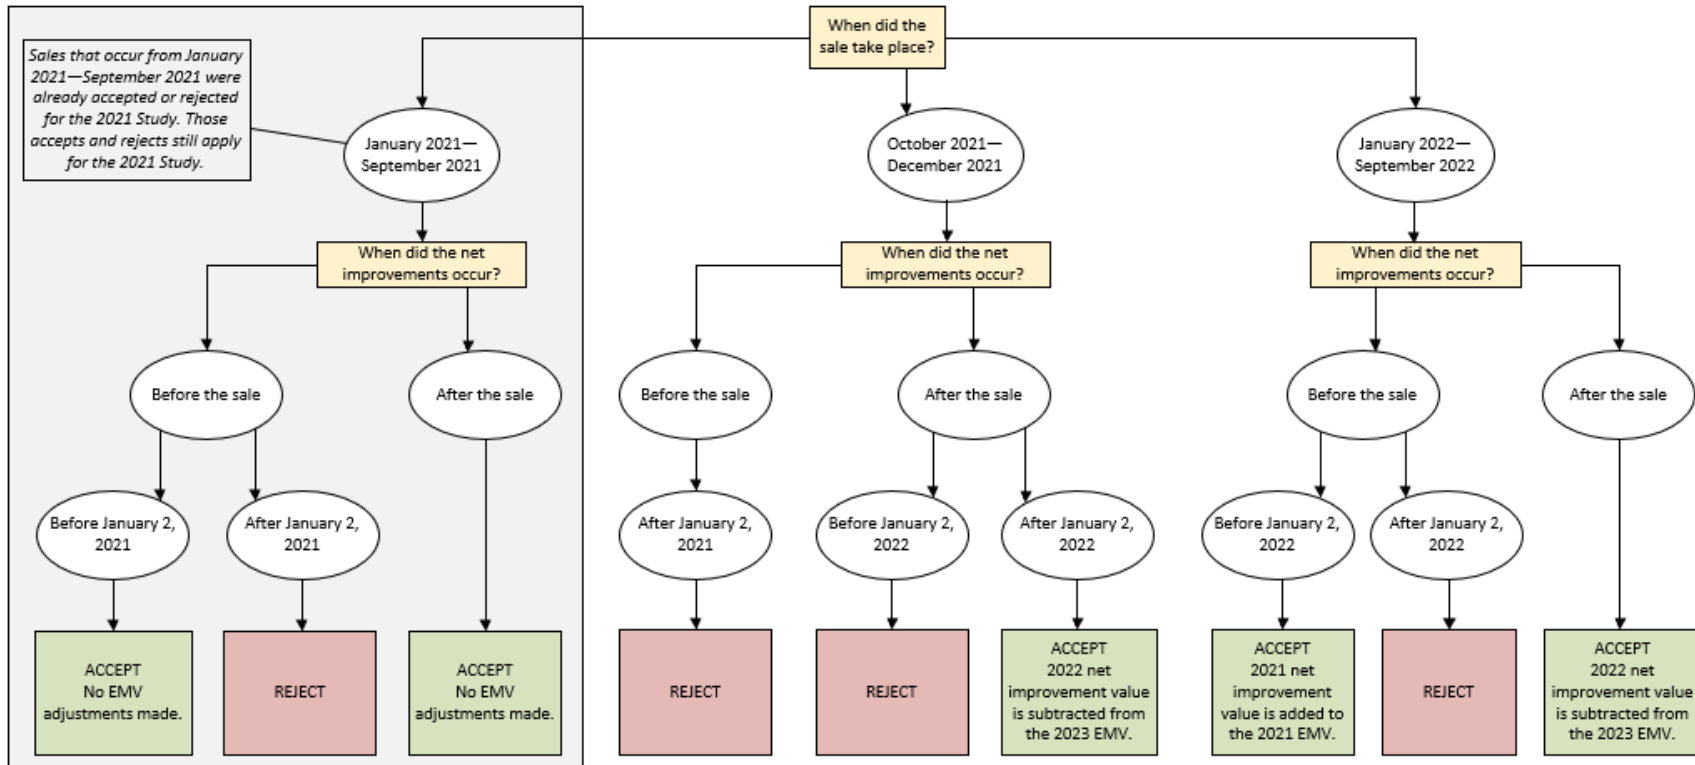 When did the
sale take place?
Sales that occur from January
2021—September 2021 were
already accepted or rejected
for the 2021 Study. Those
accepts and rejects still apply
for the 2021 Study.
January 2021—
September 2021
October 2021—
December 2021
January 2022—
September 2022
When did the net
improvements occur?
When did the net
improvements occur?
When did the net
improvements occur?
Before the sale
After the sale
Before the sale
After the sale
Before the sale
After the sale
Before January 2,
2021
After January 2,
2021
After January 2,
2021
Before January 2,
2022
After January 2,
2022
Before January 2,
2022
After January 2,
2022
ACCEPT
No EMV
adjustments made.
REJECT
ACCEPT
No EMV
adjustments made.
REJECT
REJECT
ACCEPT
2022 net
improvement value
is subtracted from
the 2023 EMV.
ACCEPT
2021 net
improvement
value is added to
the 2021 EMV.
REJECT
ACCEPT
2022 net
improvement value
is subtracted from
the 2023 EMV.